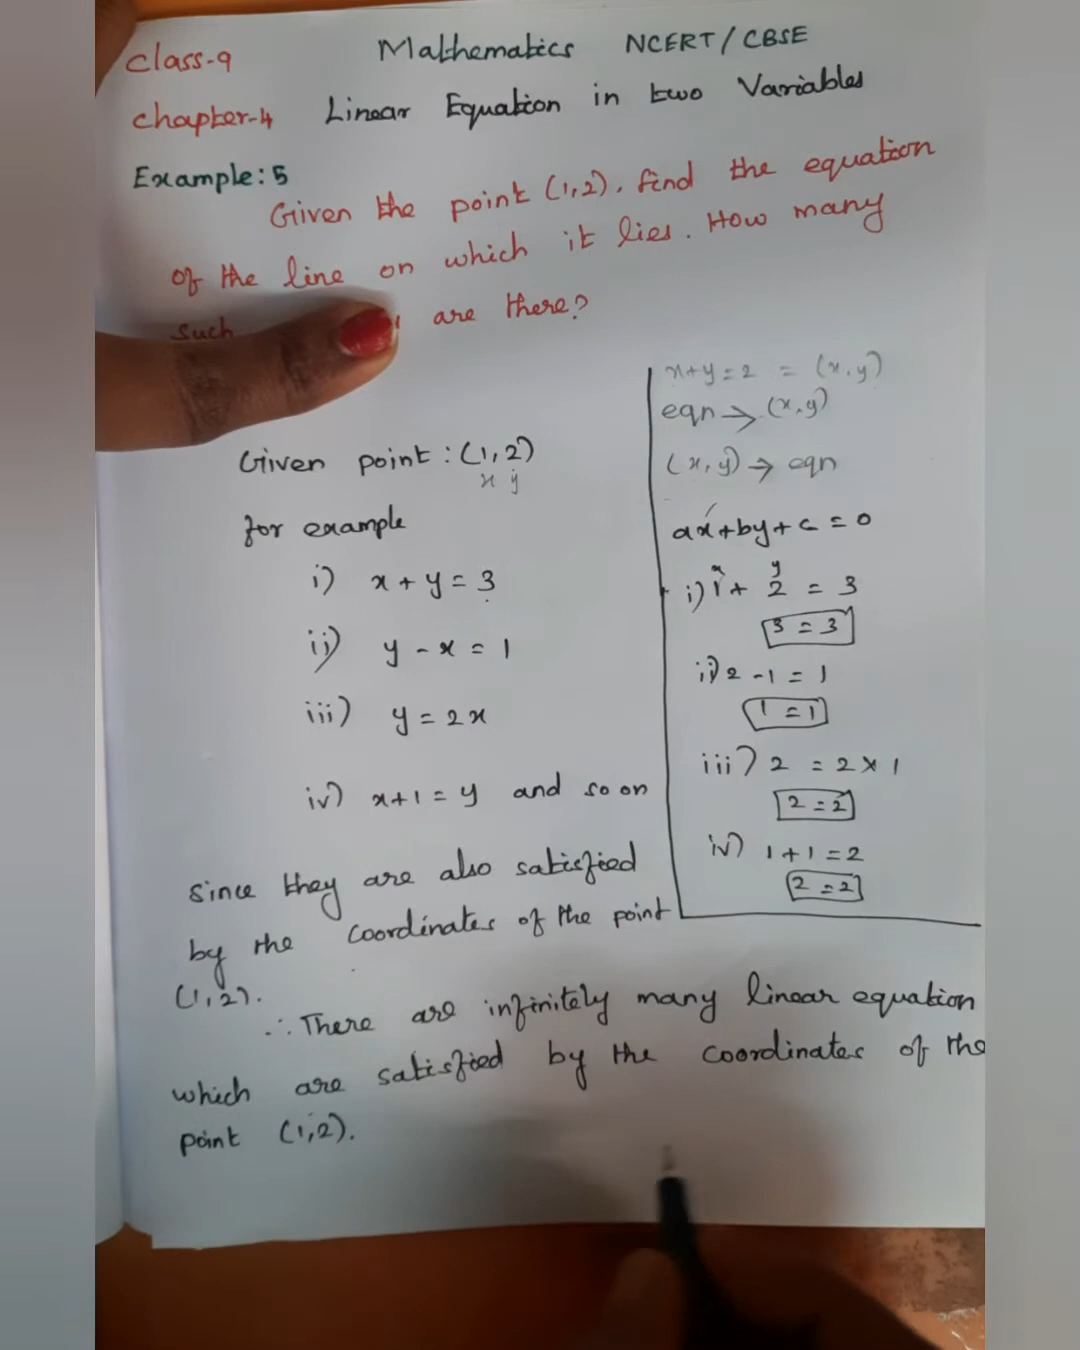 Class-9 Mathematics NCERT/CBSE
Chapter-4 Linear Equation in two Variables
Example:5
Given the point (1,2). find the equation
of the line on which it lies. How many
such are there?
Given point : (1,2)
x y
for example
i) x + y = 3
ii) y - x = 1
iii) y = 2x
iv) x+1 = y and so on
since they are also satisfied
by the coordinates of the point
(1,2).
∴ There are infinitely many linear equation
which are satisfied by the coordinates of the
point (1,2).
x+y=2 = (x,y)
eqn → (x,y)
(x,y) → eqn
ax+by+c=0
x y
i) 1 + 2 = 3
3 = 3
ii) 2 - 1 = 1
1 = 1
iii) 2 = 2 × 1
2 = 2
iv) 1 + 1 = 2
2 = 2